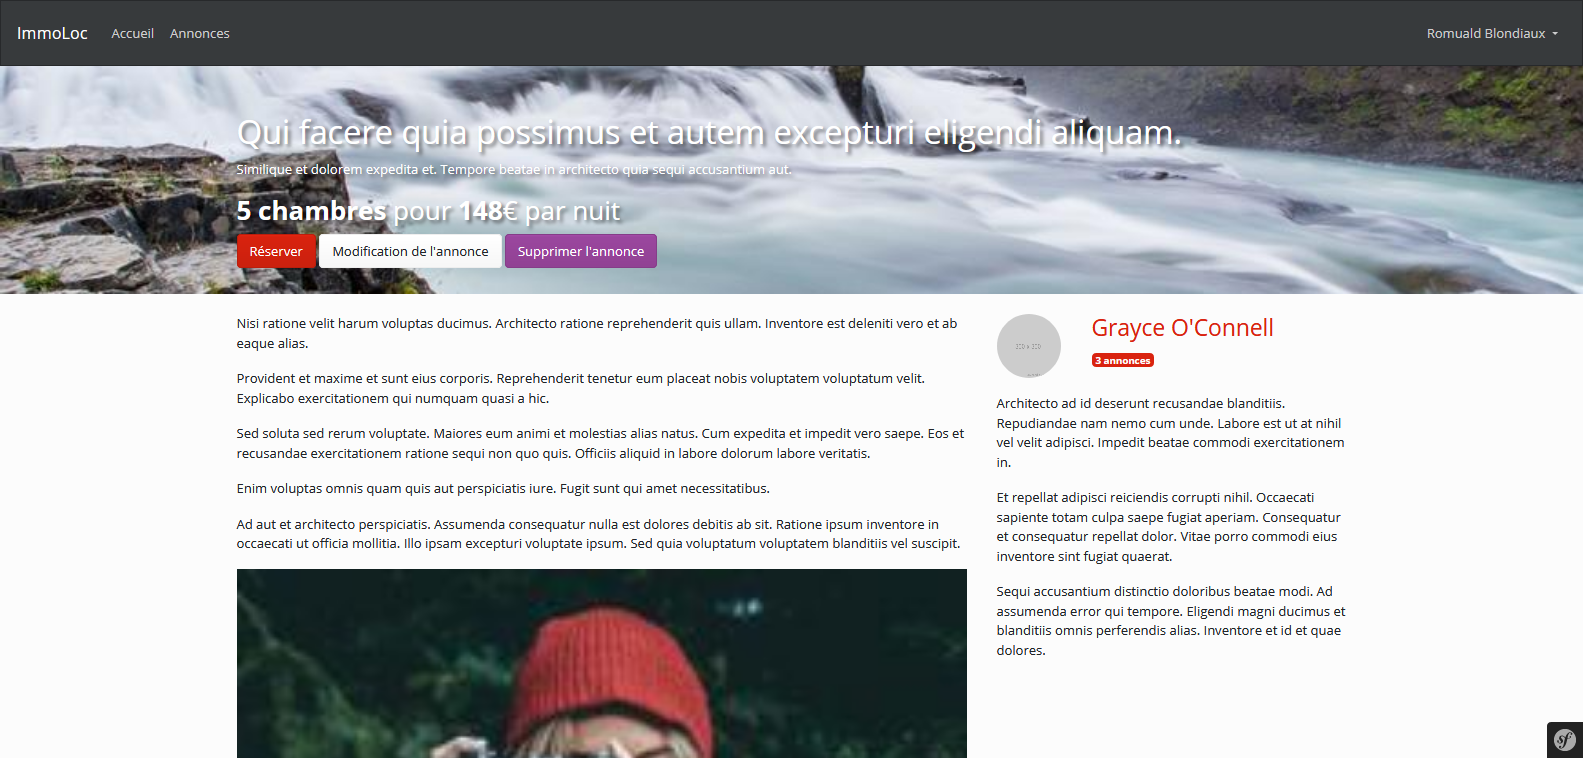 ImmoLoc Accueil Annonces Romuald Blondiaux
Qui facere quia possimus et autem excepturi eligendi aliquam.
Similique et dolorem expedita et. Tempore beatae in architecto quia sequi accusantium aut.
5 chambres pour 148€ par nuit
Réserver Modification de l'annonce Supprimer l'annonce
Nisi ratione velit harum voluptas ducimus. Architecto ratione reprehenderit quis ullam. Inventore est deleniti vero et ab
eaque alias.
Provident et maxime et sunt eius corporis. Reprehenderit tenetur eum placeat nobis voluptatem voluptatum velit.
Explicabo exercitationem qui numquam quasi a hic.
Sed soluta sed rerum voluptate. Maiores eum animi et molestias alias natus. Cum expedita et impedit vero saepe. Eos et
recusandae exercitationem ratione sequi non quo quis. Officiis aliquid in labore dolorum labore veritatis.
Enim voluptas omnis quam quis aut perspiciatis iure. Fugit sunt qui amet necessitatibus.
Ad aut et architecto perspiciatis. Assumenda consequatur nulla est dolores debitis ab sit. Ratione ipsum inventore in
occaecati ut officia mollitia. Illo ipsam excepturi voluptate ipsum. Sed quia voluptatum voluptatem blanditiis vel suscipit.
Grayce O'Connell
3 annonces
Architecto ad id deserunt recusandae blanditiis.
Repudiandae nam nemo cum unde. Labore est ut at nihil
vel velit adipisci. Impedit beatae commodi exercitationem
in.
Et repellat adipisci reiciendis corrupti nihil. Occaecati
sapiente totam culpa saepe fugiat aperiam. Consequatur
et consequatur repellat dolor. Vitae porro commodi eius
inventore sint fugiat quaerat.
Sequi accusantium distinctio doloribus beatae modi. Ad
assumenda error qui tempore. Eligendi magni ducimus et
blanditiis omnis perferendis alias. Inventore et id et quae
dolores.
sf